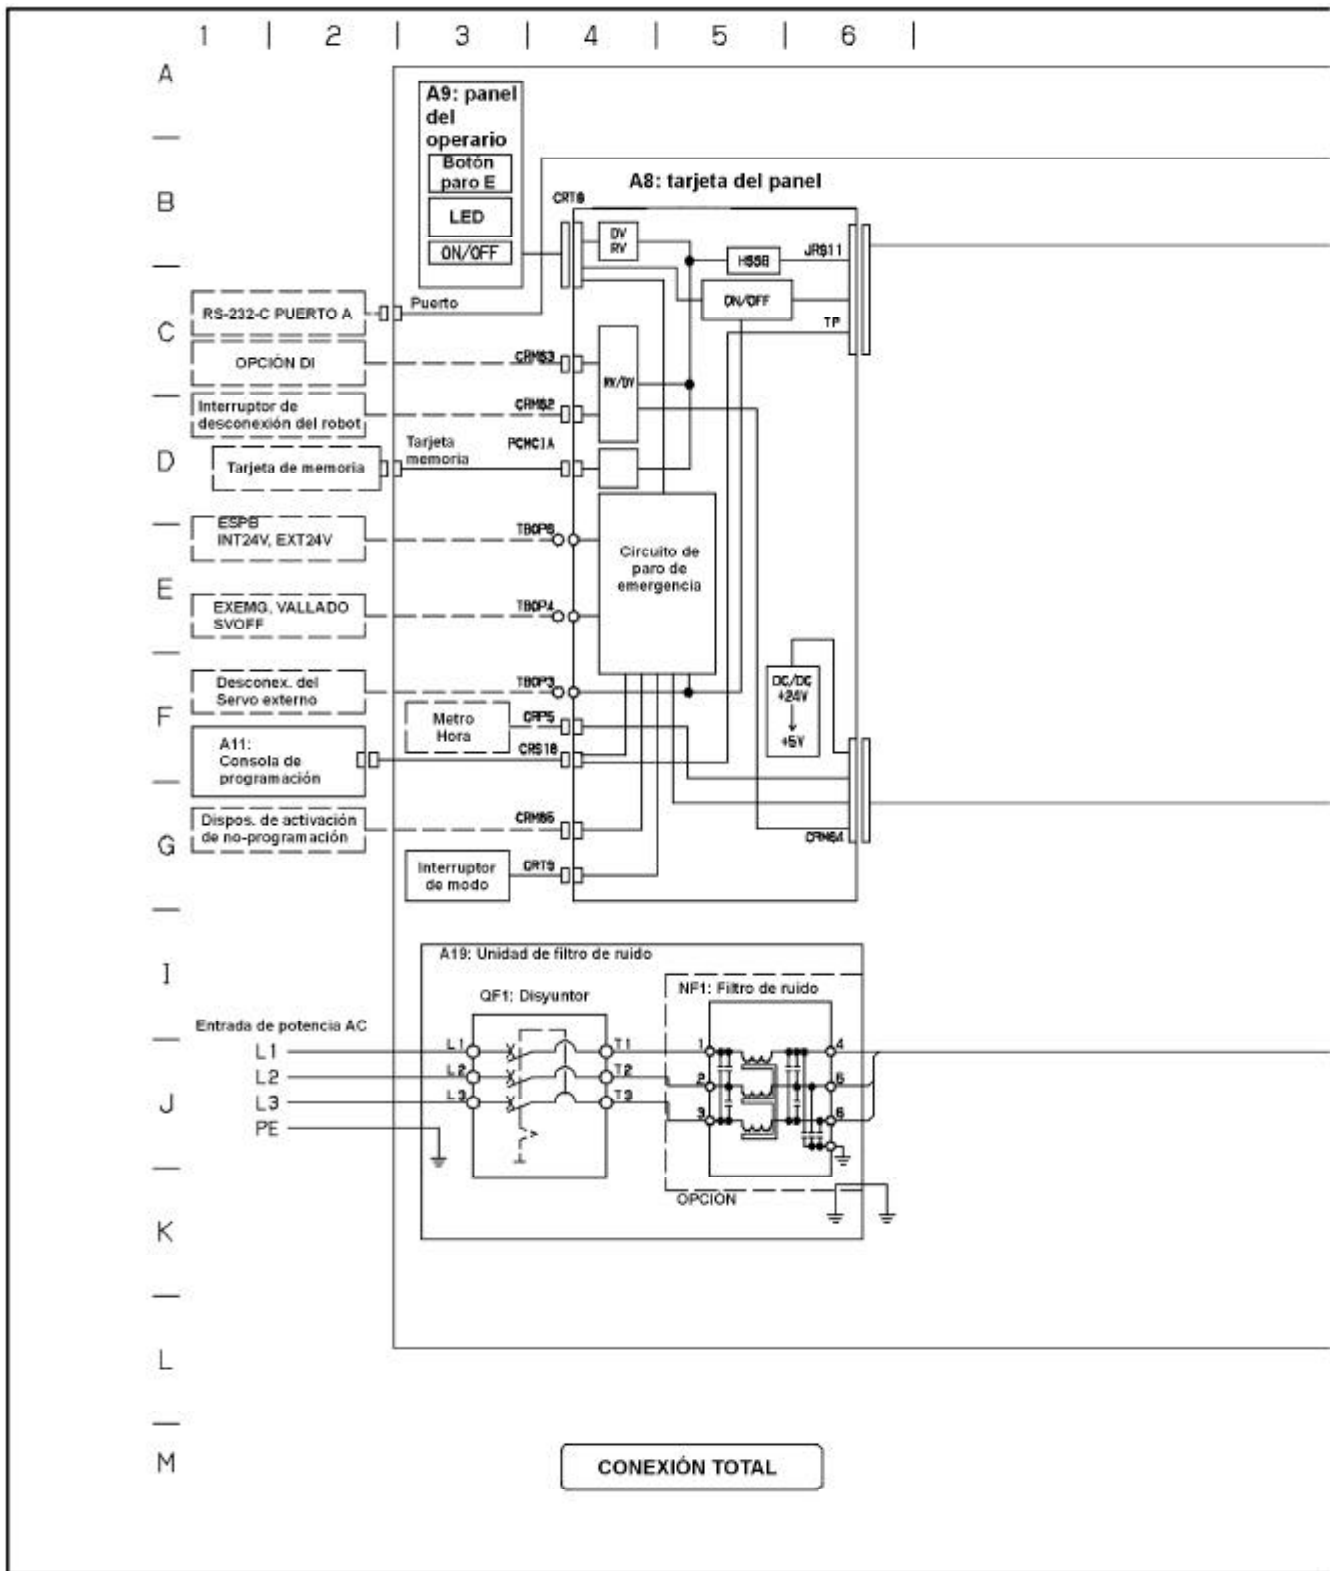 1 | 2 | 3 | 4 | 5 | 6 |
A
A9: panel
del
operario
Botón
paro E
B
A8: tarjeta del panel
CRT8
LED
DV
RV
ON/OFF
HSSB
JRS11
ON/OFF
Puerto
RS-232-C PUERTO A
C
TP
OPCIÓN DI
CRM63
RV/DV
Interruptor de
desconexión del robot
CRM62
D
Tarjeta
memoria
PCMCIA
Tarjeta de memoria
ESPB
INT24V, EXT24V
TBOP6
Circuito de
paro de
emergencia
E
EXEMG, VALLADO
SVOFF
TBOP4
Desconex. del
Servo externo
TBOP3
DC/DC
+24V
+5V
F
Metro
Hora
CRP5
A11:
Consola de
programación
CRS18
Dispos. de activación
de no-programación
CRM65
CRM64
G
Interruptor
de modo
CRT9
A19: Unidad de filtro de ruido
I
NF1: Filtro de ruido
QF1: Disyuntor
Entrada de potencia AC
L1 L1 T1 1 4
L2 L2 T2 2 5
J
L3 L3 T3 3 6
PE
OPCION
K
L
M
CONEXIÓN TOTAL